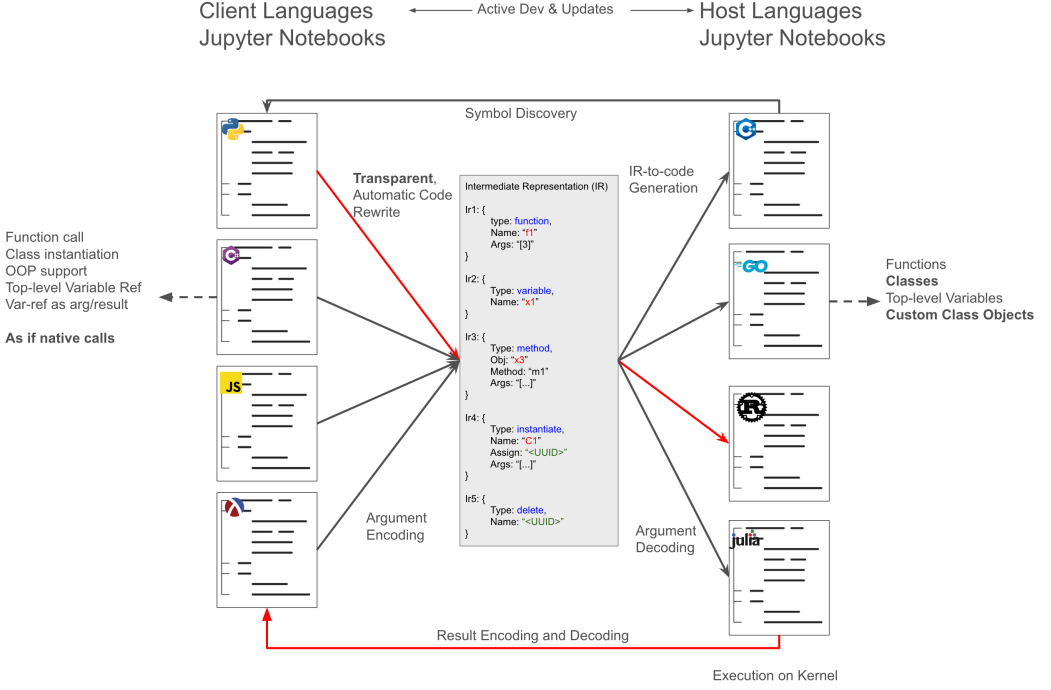 Client Languages
Jupyter Notebooks
Active Dev & Updates
Host Languages
Jupyter Notebooks
Symbol Discovery
Transparent,
Automatic Code
Rewrite
IR-to-code
Generation
Function call
Class instantiation
OOP support
Top-level Variable Ref
Var-ref as arg/result
As if native calls
JS
Intermediate Representation (IR)
Ir1: {
type: function,
Name: “f1”
Args: “[3]”
}
Ir2: {
Type: variable,
Name: “x1”
}
Ir3: {
Type: method,
Obj: “x3”
Method: “m1”
Args: “[...]”
}
Ir4: {
Type: instantiate,
Name: “C1”
Assign: “<UUID>”
Args: “[...]”
}
Ir5: {
Type: delete,
Name: “<UUID>”
}
C++
GO
R
julia
Functions
Classes
Top-level Variables
Custom Class Objects
Argument
Encoding
Argument
Decoding
Result Encoding and Decoding
Execution on Kernel